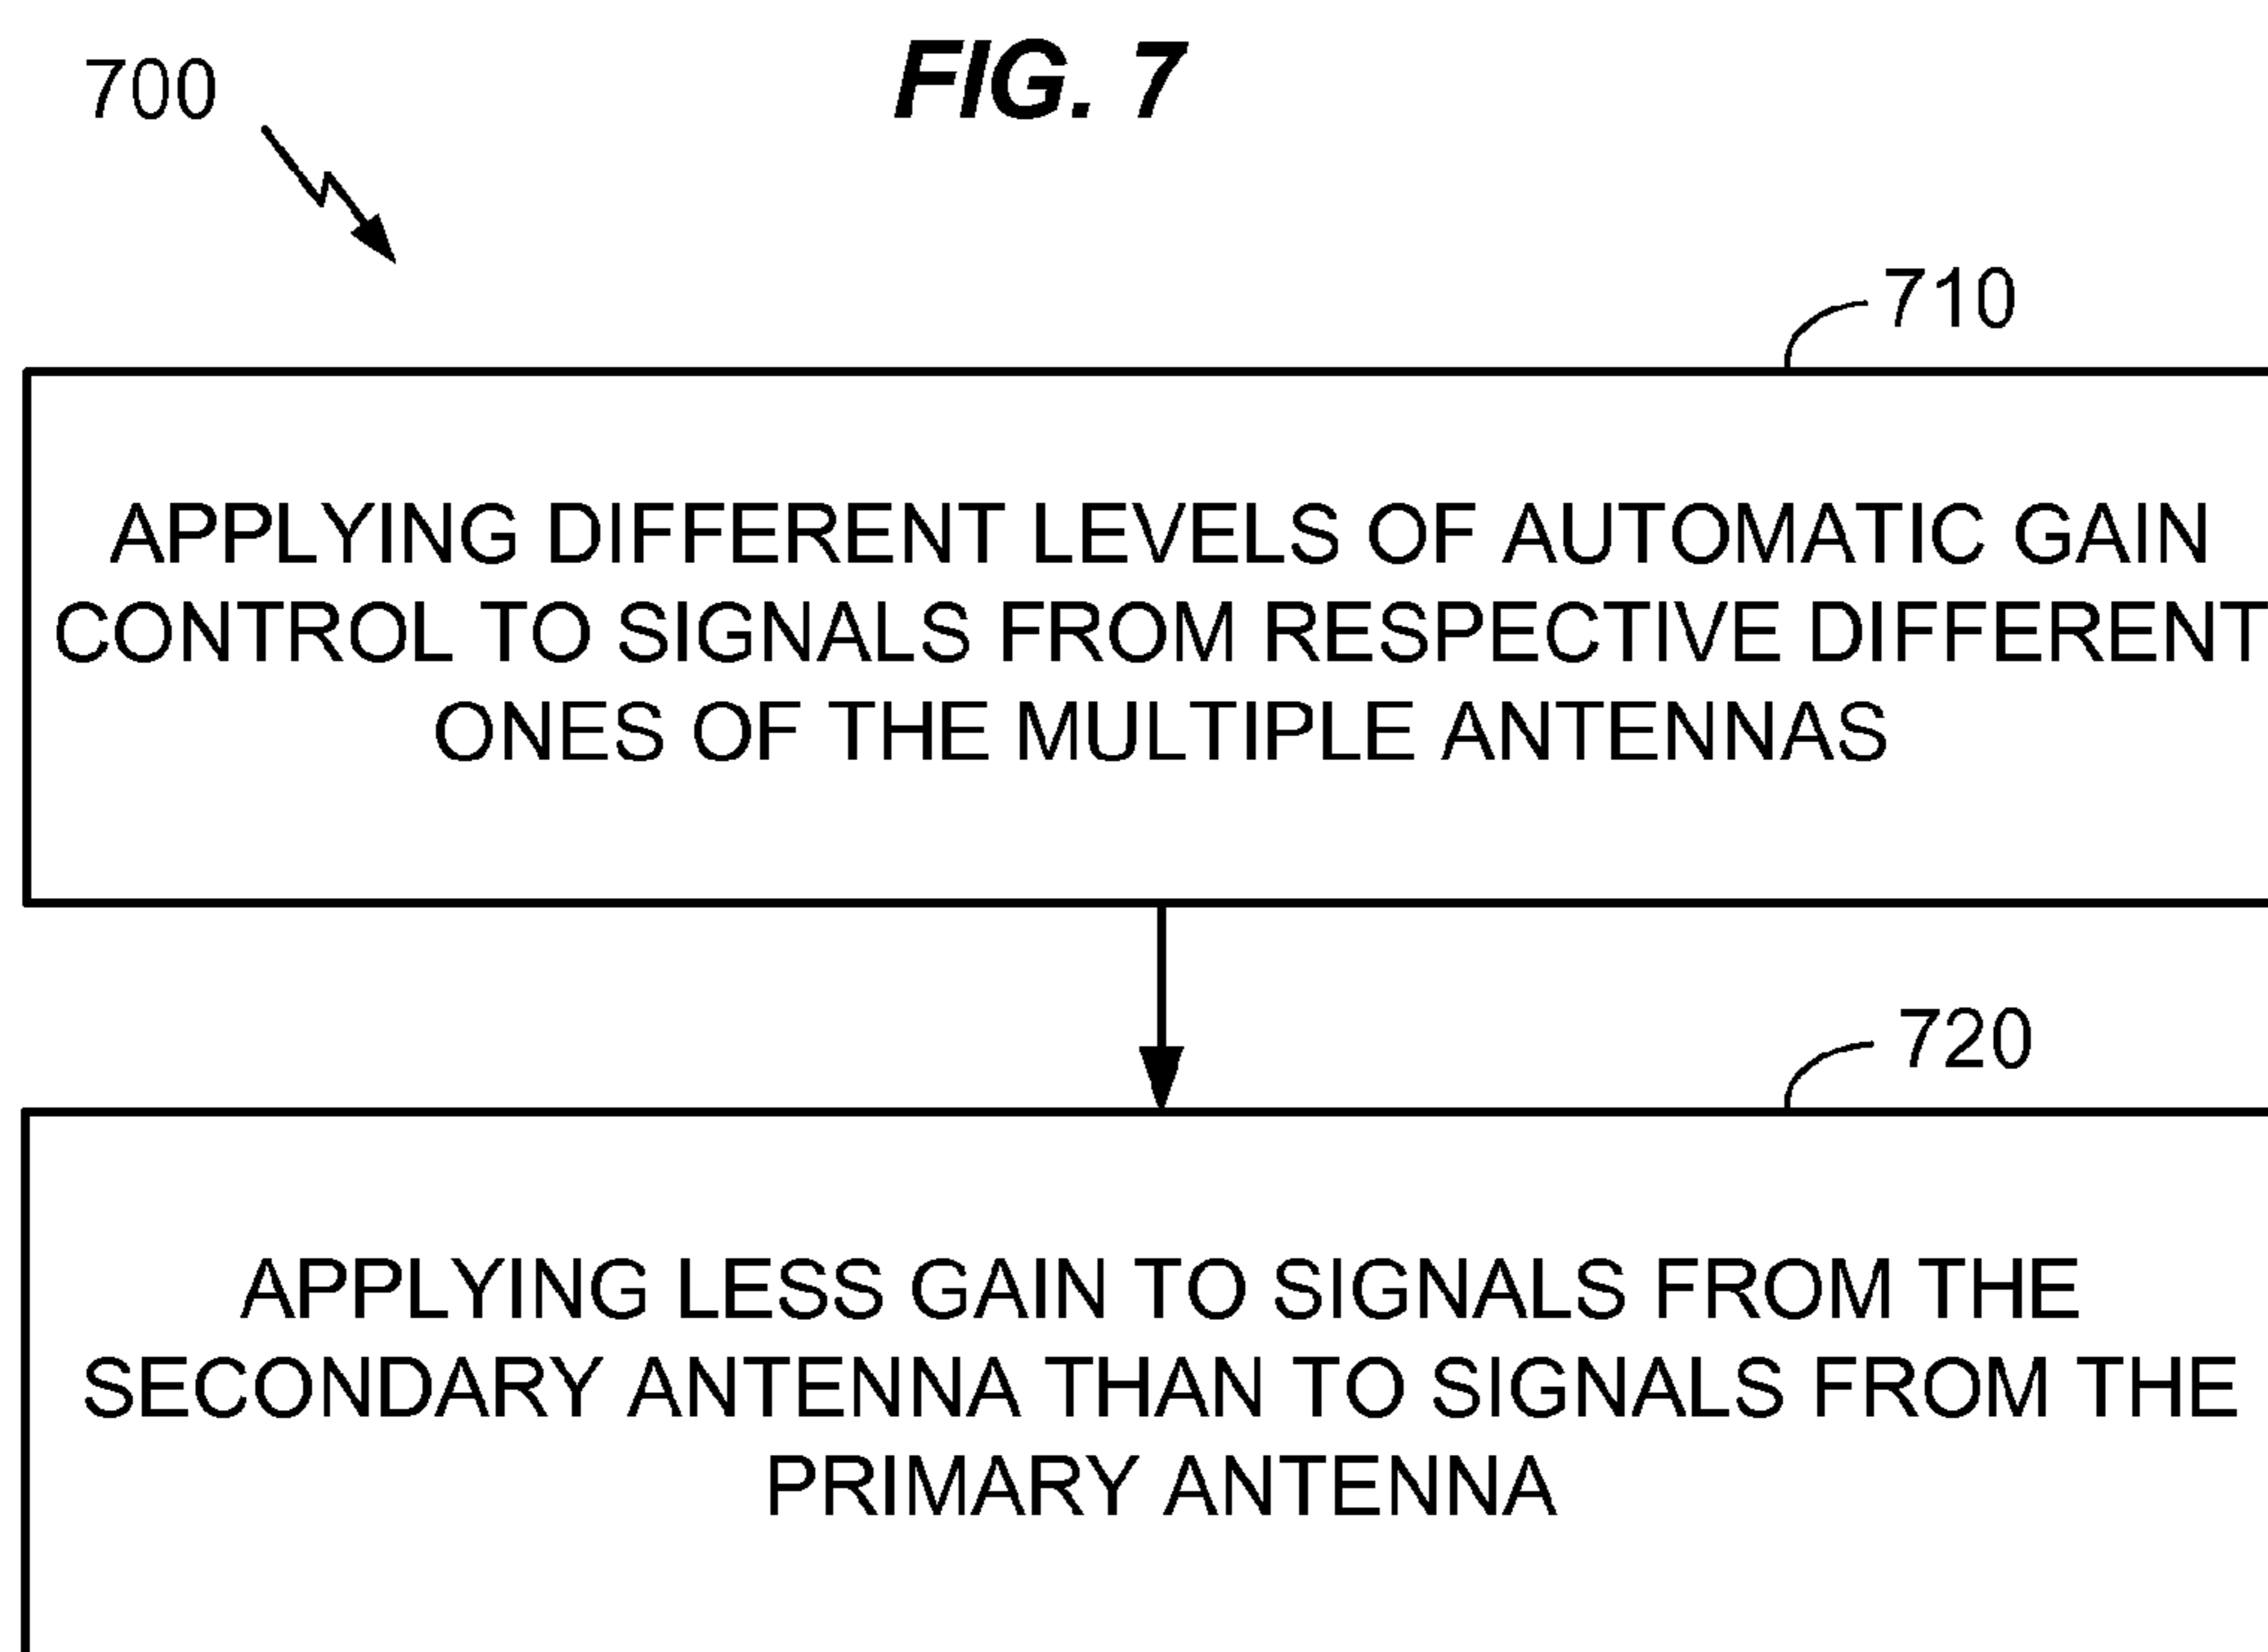 FIG. 7
700
710
APPLYING DIFFERENT LEVELS OF AUTOMATIC GAIN
CONTROL TO SIGNALS FROM RESPECTIVE DIFFERENT
ONES OF THE MULTIPLE ANTENNAS
720
APPLYING LESS GAIN TO SIGNALS FROM THE
SECONDARY ANTENNA THAN TO SIGNALS FROM THE
PRIMARY ANTENNA